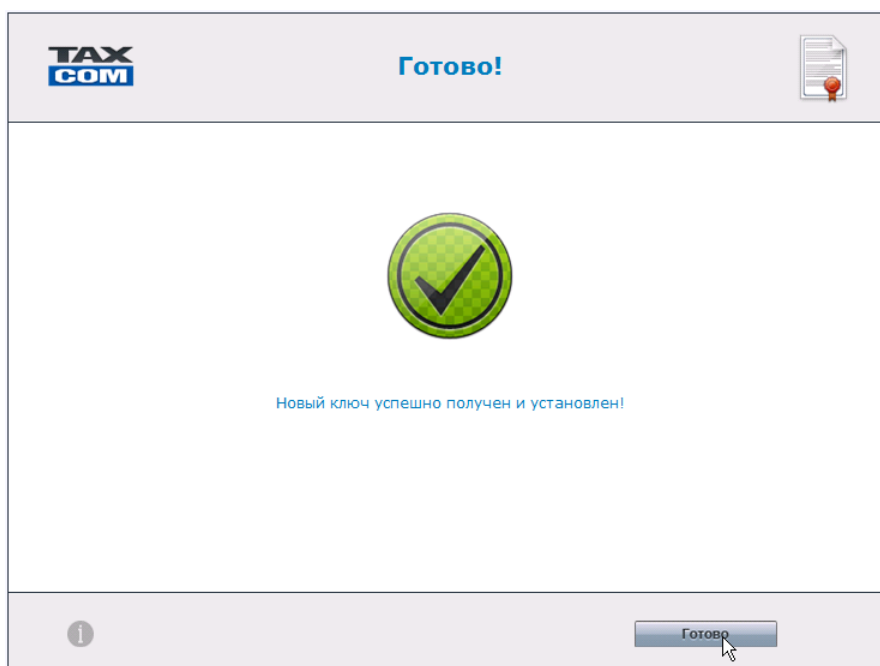 TAX
COM
Готово!
Новый ключ успешно получен и установлен!
i
Готово